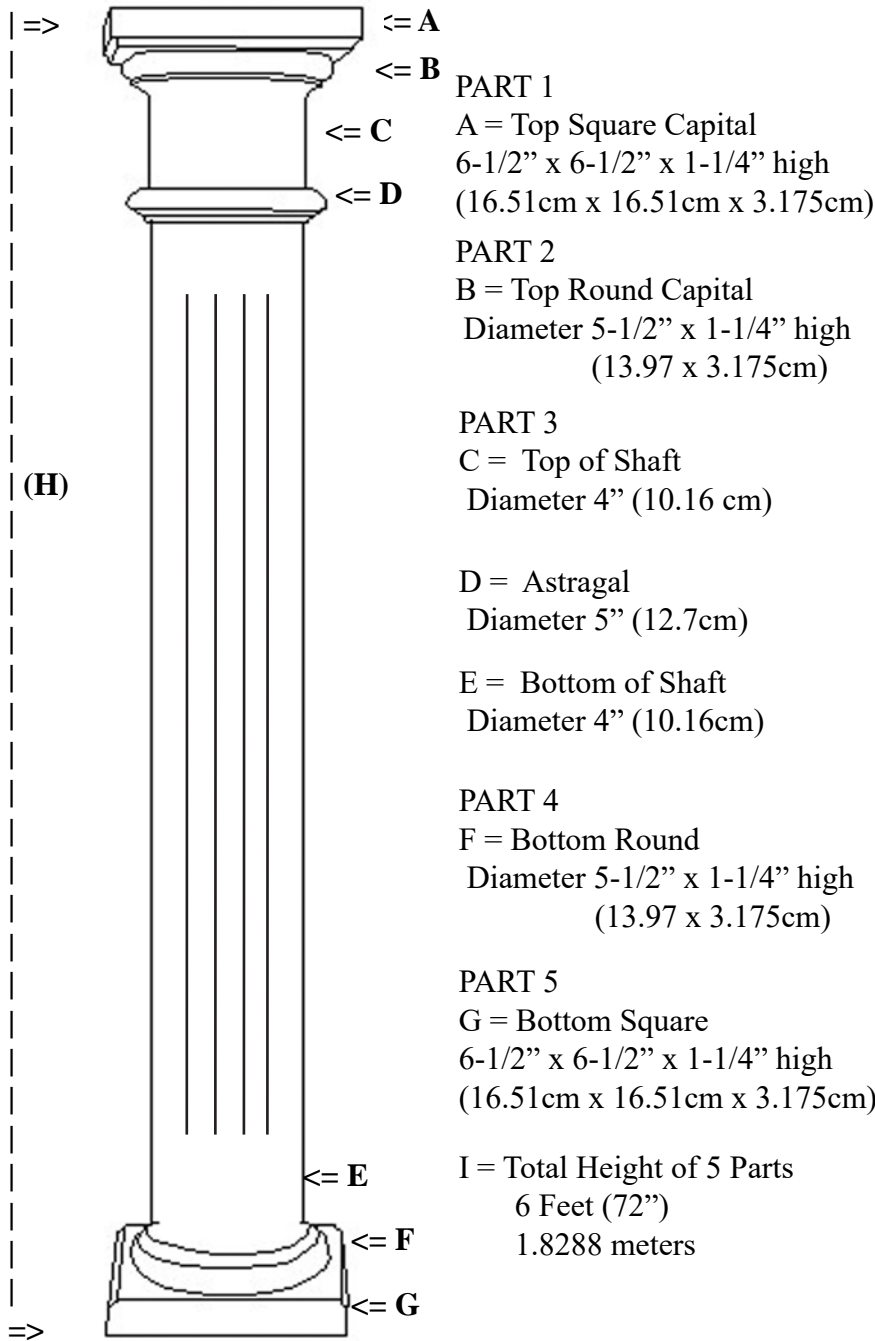 =>
<= A
<= B
<= C
<= D
(H)
<= E
<= F
<= G
=>
PART 1
A = Top Square Capital
6-1/2” x 6-1/2” x 1-1/4” high
(16.51cm x 16.51cm x 3.175cm)
PART 2
B = Top Round Capital
Diameter 5-1/2” x 1-1/4” high
(13.97 x 3.175cm)
PART 3
C = Top of Shaft
Diameter 4” (10.16 cm)
D = Astragal
Diameter 5” (12.7cm)
E = Bottom of Shaft
Diameter 4” (10.16cm)
PART 4
F = Bottom Round
Diameter 5-1/2” x 1-1/4” high
(13.97 x 3.175cm)
PART 5
G = Bottom Square
6-1/2” x 6-1/2” x 1-1/4” high
(16.51cm x 16.51cm x 3.175cm)
I = Total Height of 5 Parts
6 Feet (72”)
1.8288 meters